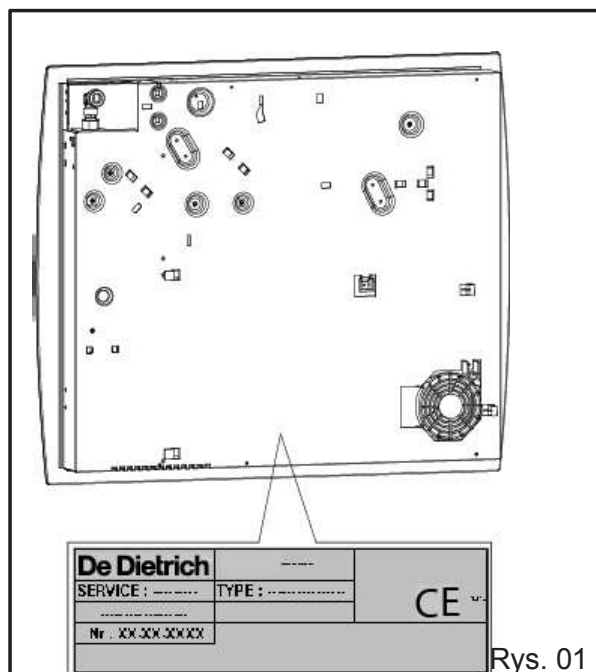 De Dietrich ------
SERVICE : -------- TYPE : ---------------
------------------
CE
Nr : XX-XX-XXXX
Rys. 01